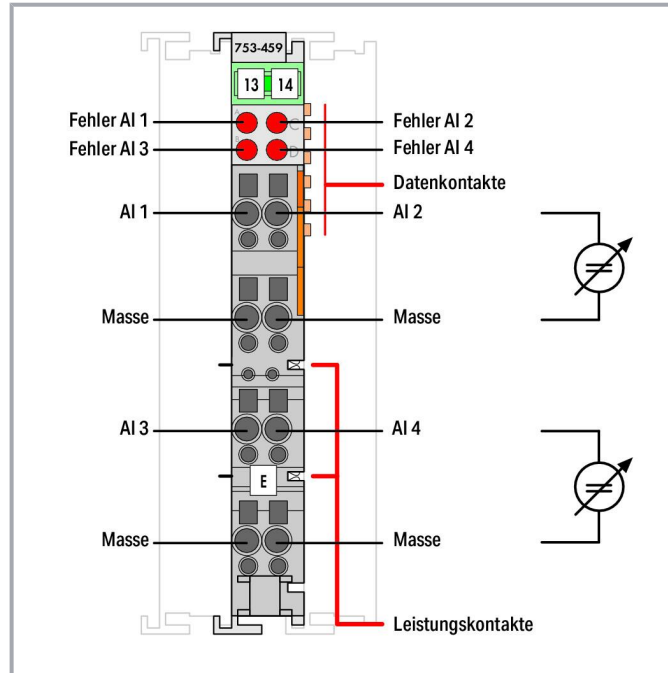 753-459
13 14
Fehler AI 1
Fehler AI 2
A
C
Fehler AI 3
Fehler AI 4
B
D
Datenkontakte
AI 1
AI 2
Masse
Masse
AI 3
AI 4
E
Masse
Masse
Leistungskontakte